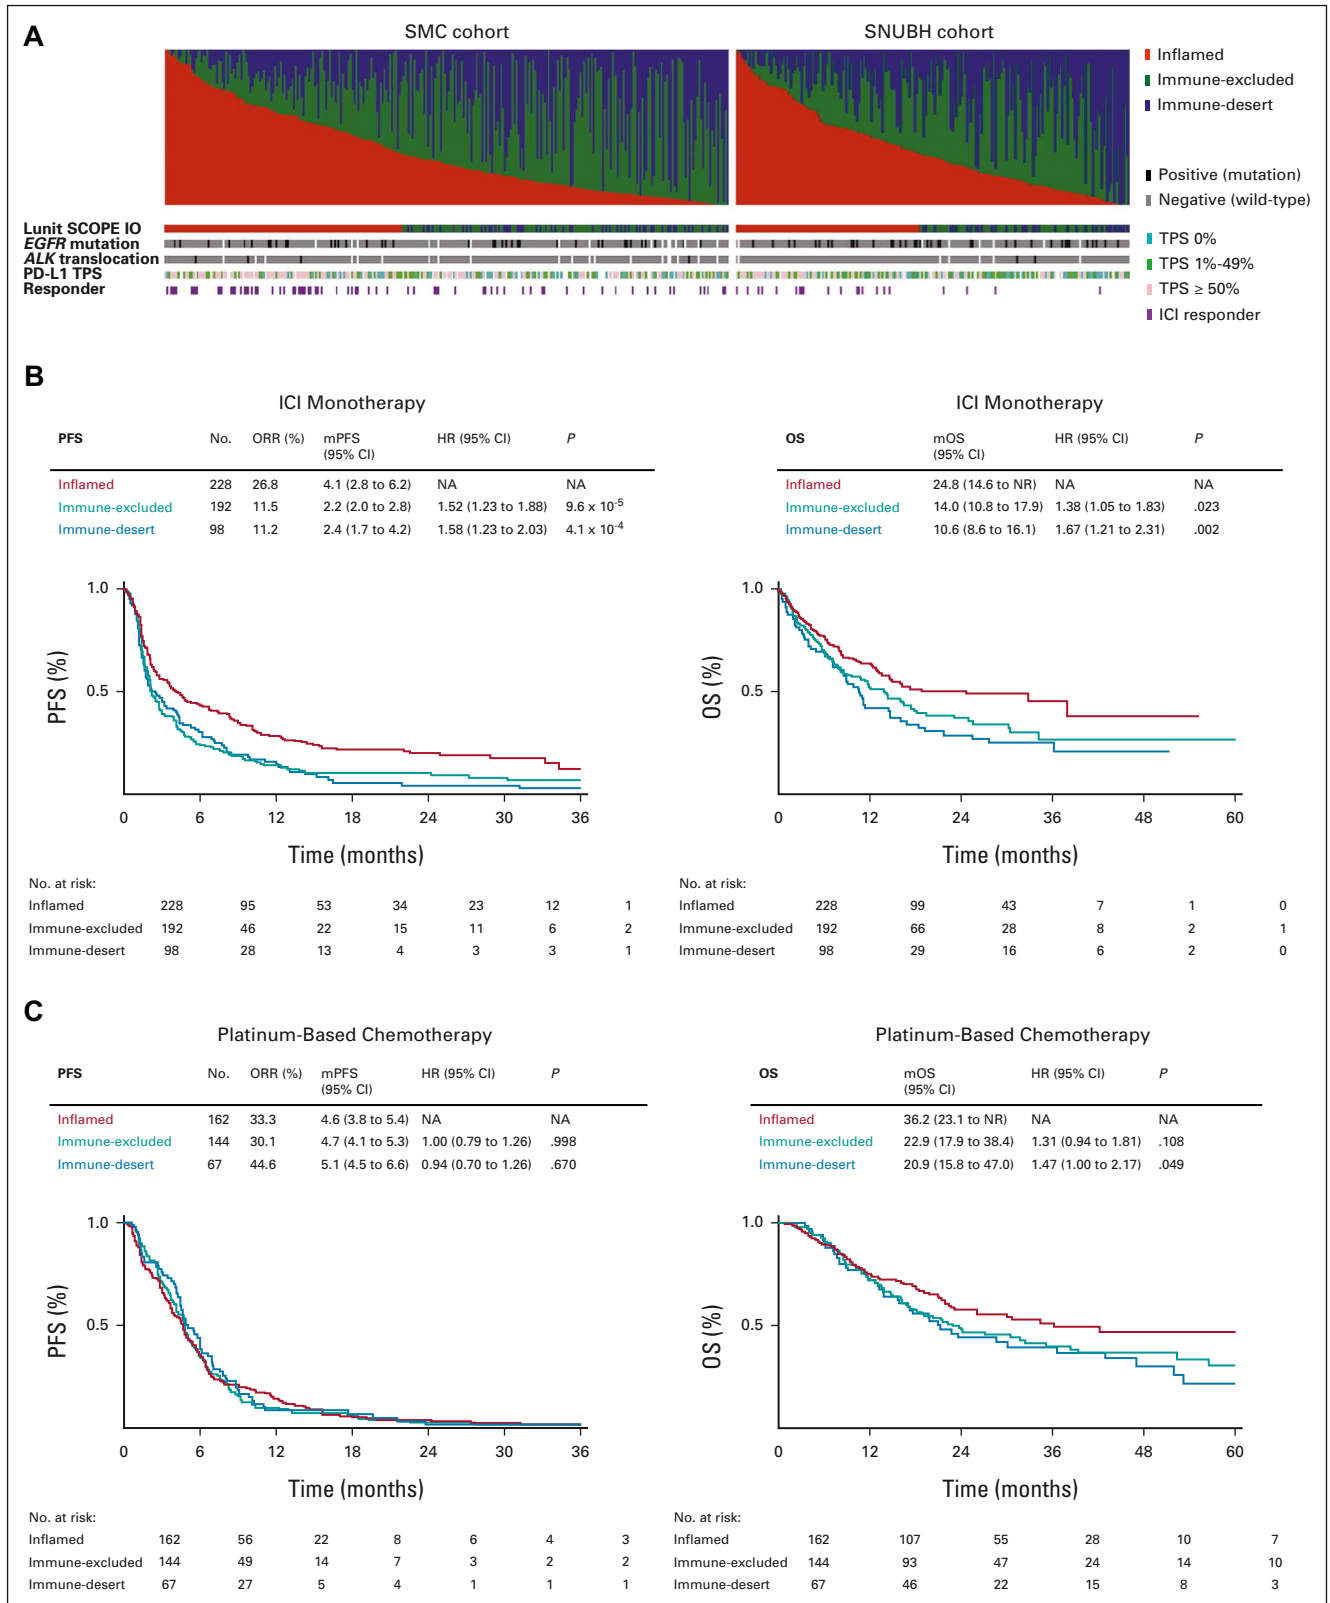 A
SMC cohort
SNUBH cohort
Inflamed
Immune-excluded
Immune-desert
Positive (mutation)
Negative (wild-type)
Lunit SCOPE IO
EGFR mutation
ALK translocation
PD-L1 TPS
Responder
TPS 0%
TPS 1%-49%
TPS ≥ 50%
ICI responder
B
ICI Monotherapy
PFS No. ORR (%) mPFS (95% CI) HR (95% CI) P
Inflamed 228 26.8 4.1 (2.8 to 6.2) NA NA
Immune-excluded 192 11.5 2.2 (2.0 to 2.8) 1.52 (1.23 to 1.88) 9.6 x 10-5
Immune-desert 98 11.2 2.4 (1.7 to 4.2) 1.58 (1.23 to 2.03) 4.1 x 10-4
1.0
0.5
PFS (%)
0 6 12 18 24 30 36
Time (months)
No. at risk:
Inflamed 228 95 53 34 23 12 1
Immune-excluded 192 46 22 15 11 6 2
Immune-desert 98 28 13 4 3 3 1
ICI Monotherapy
OS mOS (95% CI) HR (95% CI) P
Inflamed 24.8 (14.6 to NR) NA NA
Immune-excluded 14.0 (10.8 to 17.9) 1.38 (1.05 to 1.83) .023
Immune-desert 10.6 (8.6 to 16.1) 1.67 (1.21 to 2.31) .002
1.0
0.5
OS (%)
0 12 24 36 48 60
Time (months)
No. at risk:
Inflamed 228 99 43 7 1 0
Immune-excluded 192 66 28 8 2 1
Immune-desert 98 29 16 6 2 0
C
Platinum-Based Chemotherapy
PFS No. ORR (%) mPFS (95% CI) HR (95% CI) P
Inflamed 162 33.3 4.6 (3.8 to 5.4) NA NA
Immune-excluded 144 30.1 4.7 (4.1 to 5.3) 1.00 (0.79 to 1.26) .998
Immune-desert 67 44.6 5.1 (4.5 to 6.6) 0.94 (0.70 to 1.26) .670
1.0
0.5
PFS (%)
0 6 12 18 24 30 36
Time (months)
No. at risk:
Inflamed 162 56 22 8 6 4 3
Immune-excluded 144 49 14 7 3 2 2
Immune-desert 67 27 5 4 1 1 1
Platinum-Based Chemotherapy
OS mOS (95% CI) HR (95% CI) P
Inflamed 36.2 (23.1 to NR) NA NA
Immune-excluded 22.9 (17.9 to 38.4) 1.31 (0.94 to 1.81) .108
Immune-desert 20.9 (15.8 to 47.0) 1.47 (1.00 to 2.17) .049
1.0
0.5
OS (%)
0 12 24 36 48 60
Time (months)
No. at risk:
Inflamed 162 107 55 28 10 7
Immune-excluded 144 93 47 24 14 10
Immune-desert 67 46 22 15 8 3